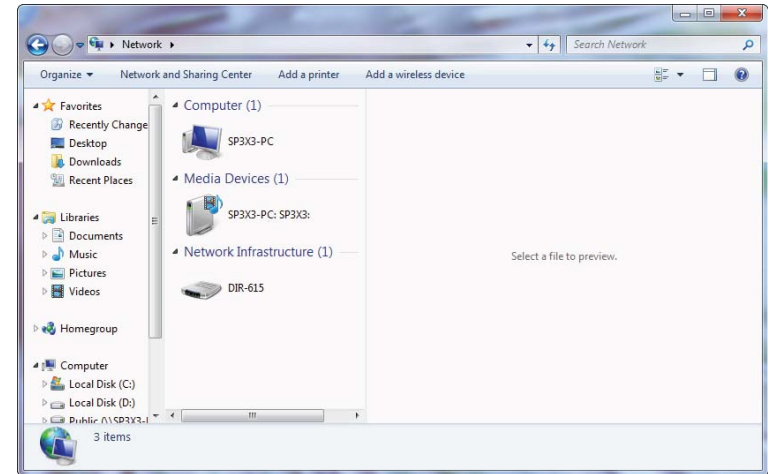 Network
Search Network
Organize
Network and Sharing Center
Add a printer
Add a wireless device
Favorites
Recently Change
Desktop
Downloads
Recent Places
Libraries
Documents
Music
Pictures
Videos
Homegroup
Computer
Local Disk (C:)
Local Disk (D:)
Public (\\SP3X3-
Computer (1)
SP3X3-PC
Media Devices (1)
SP3X3-PC: SP3X3:
Network Infrastructure (1)
DIR-615
Select a file to preview.
3 items